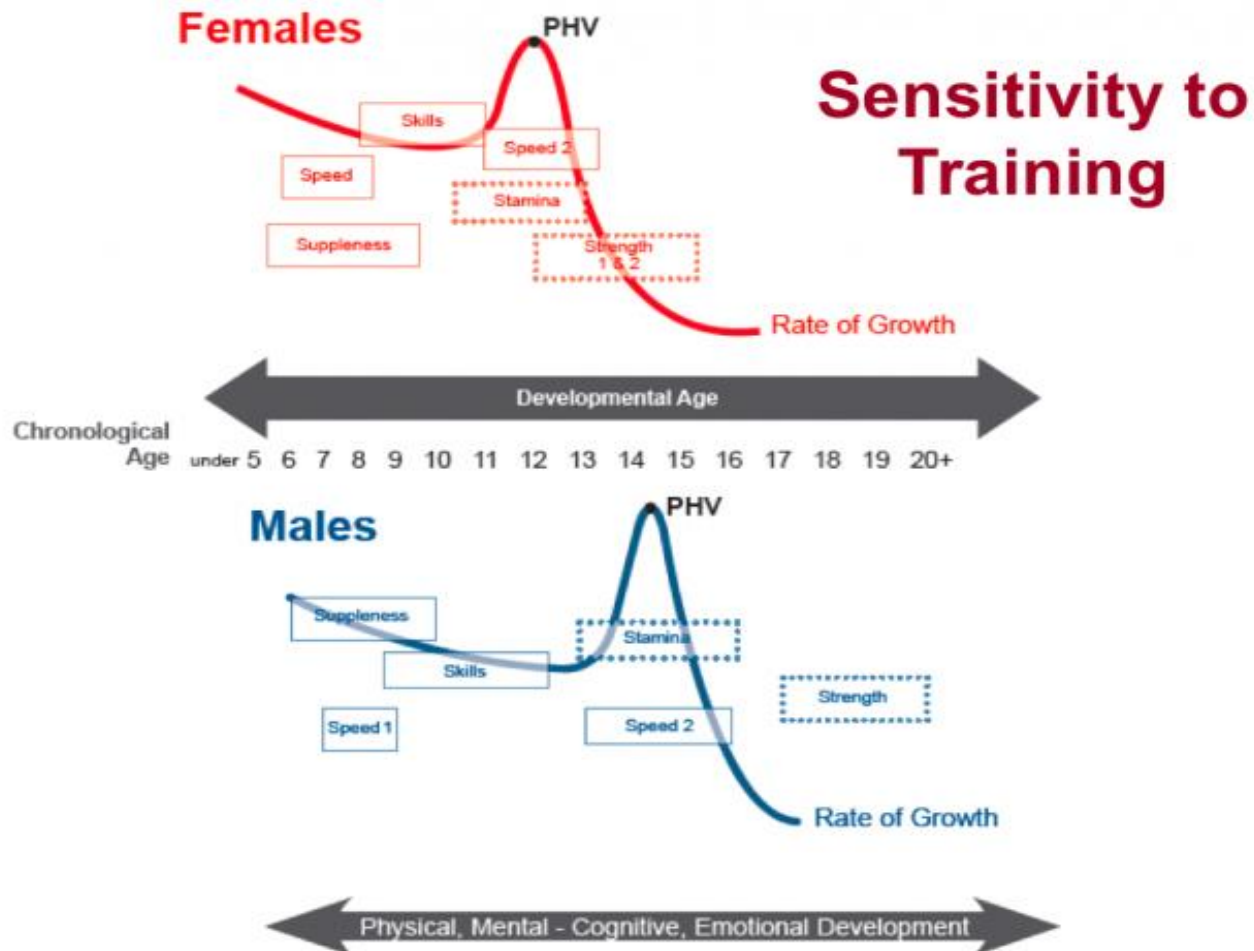 Females
PHV
Sensitivity to
Training
Skills
Speed 2
Speed
Stamina
Suppleness
Strength
1 & 2
Rate of Growth
Developmental Age
Chronological
Age under 5 6 7 8 9 10 11 12 13 14 15 16 17 18 19 20+
PHV
Males
Suppleness
Stamina
Skills
Strength
Speed 1
Speed 2
Rate of Growth
Physical, Mental - Cognitive, Emotional Development